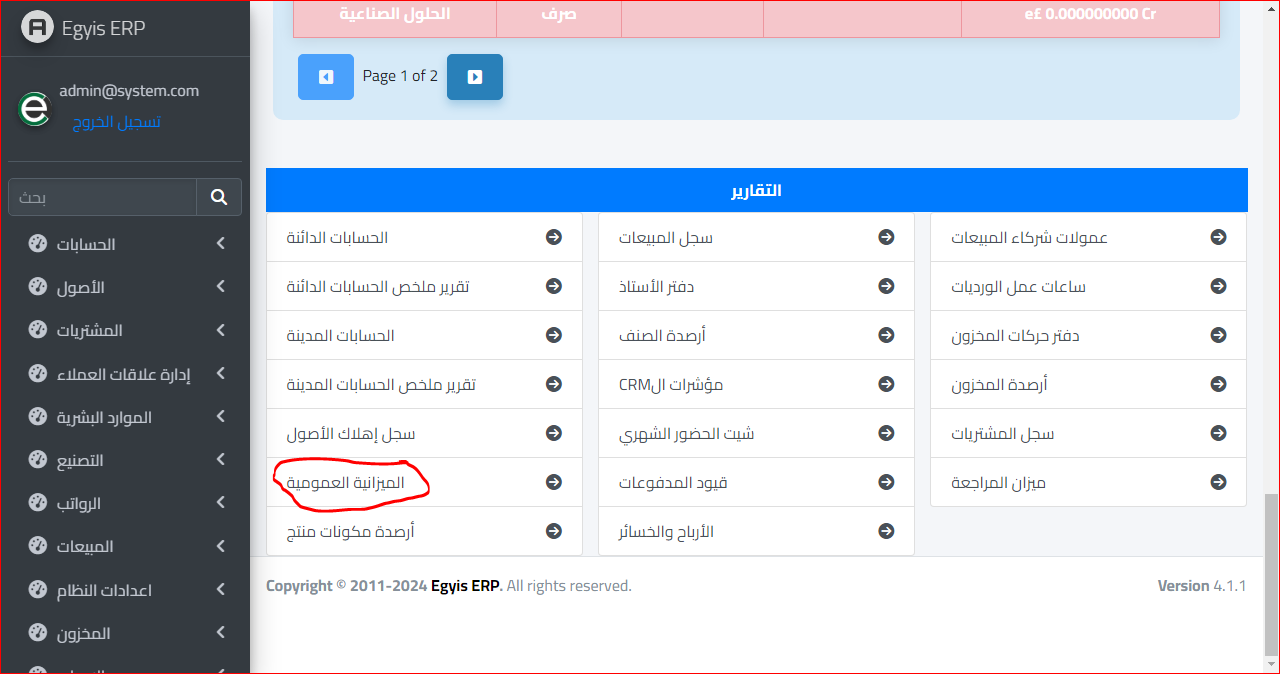 Egyis ERP
admin@system.com
تسجيل الخروج
بحث
الحسابات
الأصول
المشتريات
إدارة علاقات العملاء
الموارد البشرية
التصنيع
الرواتب
المبيعات
اعدادات النظام
المخزون
الحلول الصناعية صرف e£ 0.000000000 Cr
Page 1 of 2
التقارير
الحسابات الدائنة
تقرير ملخص الحسابات الدائنة
الحسابات المدينة
تقرير ملخص الحسابات المدينة
سجل إهلاك الأصول
الميزانية العمومية
أرصدة مكونات منتج
سجل المبيعات
دفتر الأستاذ
أرصدة الصنف
مؤشرات الCRM
شيت الحضور الشهري
قيود المدفوعات
الأرباح والخسائر
عمولات شركاء المبيعات
ساعات عمل الورديات
دفتر حركات المخزون
أرصدة المخزون
سجل المشتريات
ميزان المراجعة
Copyright © 2011-2024 Egyis ERP. All rights reserved.
Version 4.1.1